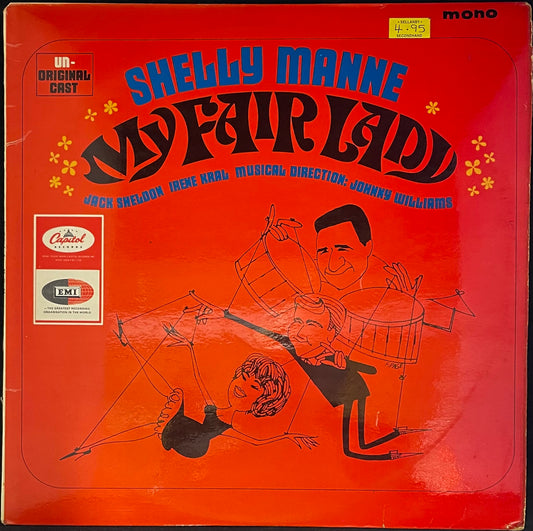 • SELLANBY •
4.95
SECONDHAND
mono
UN-
ORIGINAL
CAST
SHELLY MANNE
MY FAIR LADY
JACK SHELDON IRENE KRAL MUSICAL DIRECTION: JOHNNY WILLIAMS
Capitol
RECORDS
EMI
• THE GREATEST RECORDING
ORGANISATION IN THE WORLD